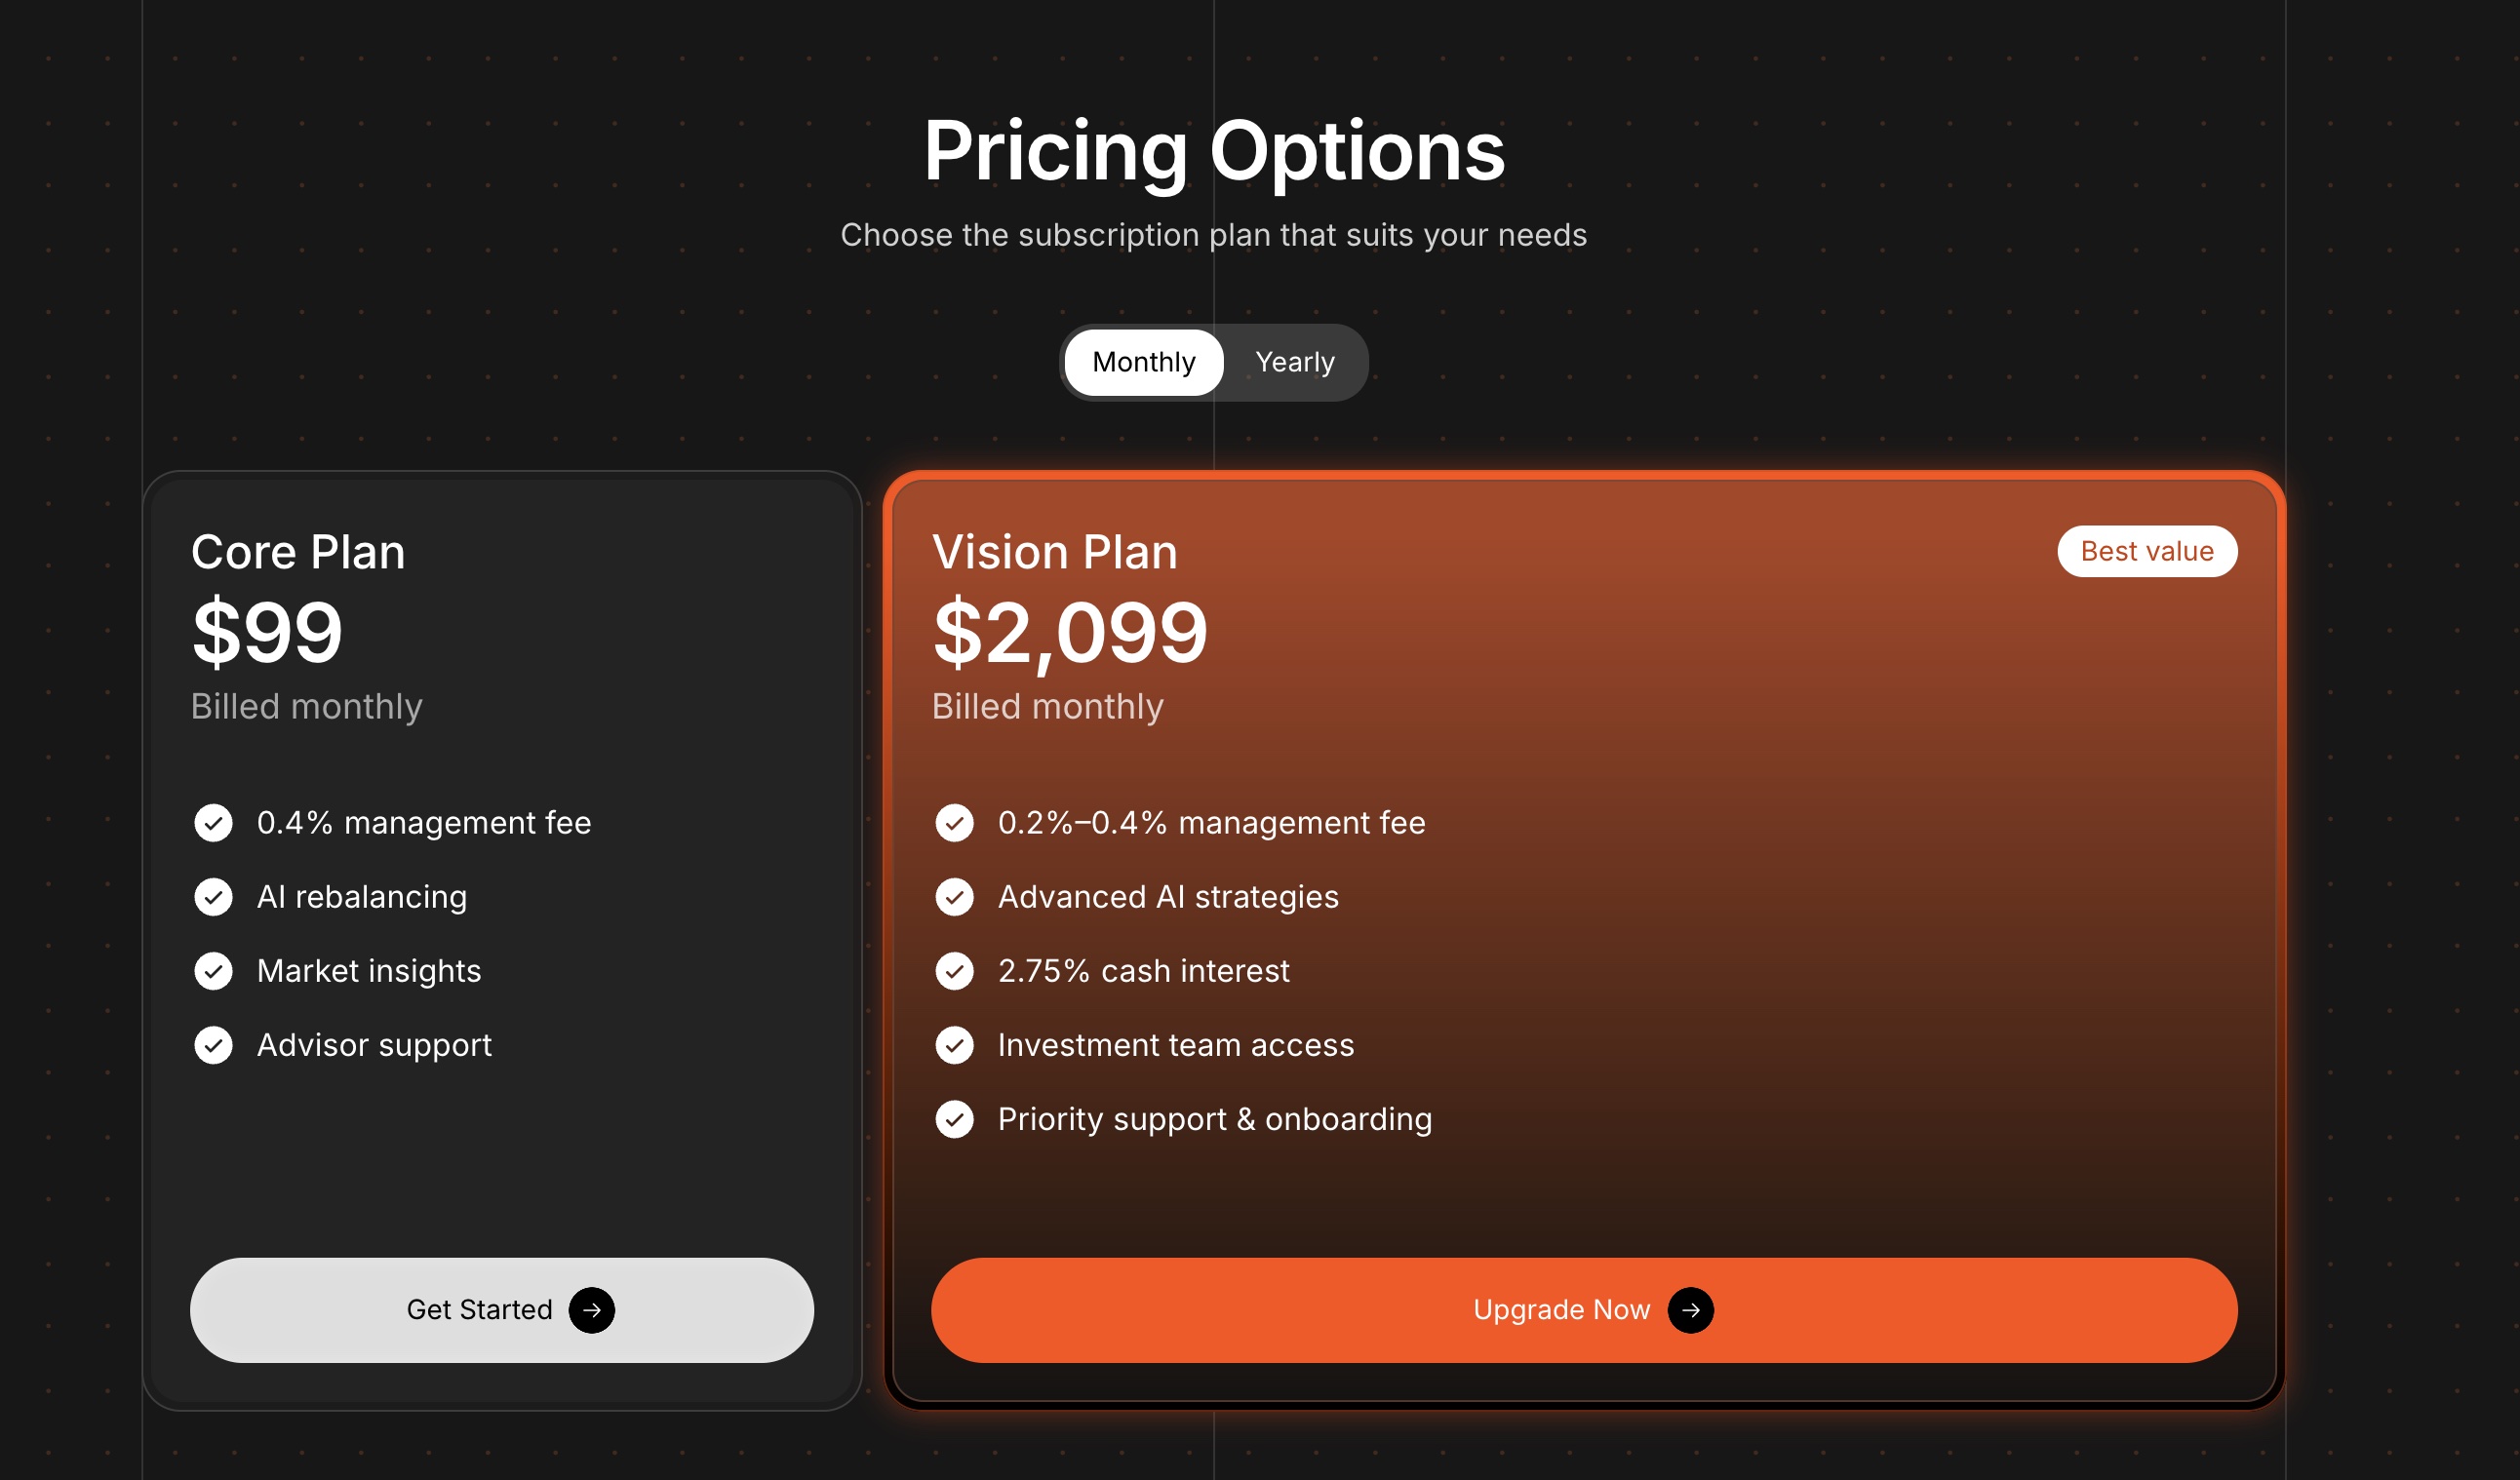 Pricing Options
Choose the subscription plan that suits your needs
Monthly
Yearly
Core Plan
$99
Billed monthly
0.4% management fee
AI rebalancing
Market insights
Advisor support
Get Started
Vision Plan
Best value
$2,099
Billed monthly
0.2%–0.4% management fee
Advanced AI strategies
2.75% cash interest
Investment team access
Priority support & onboarding
Upgrade Now